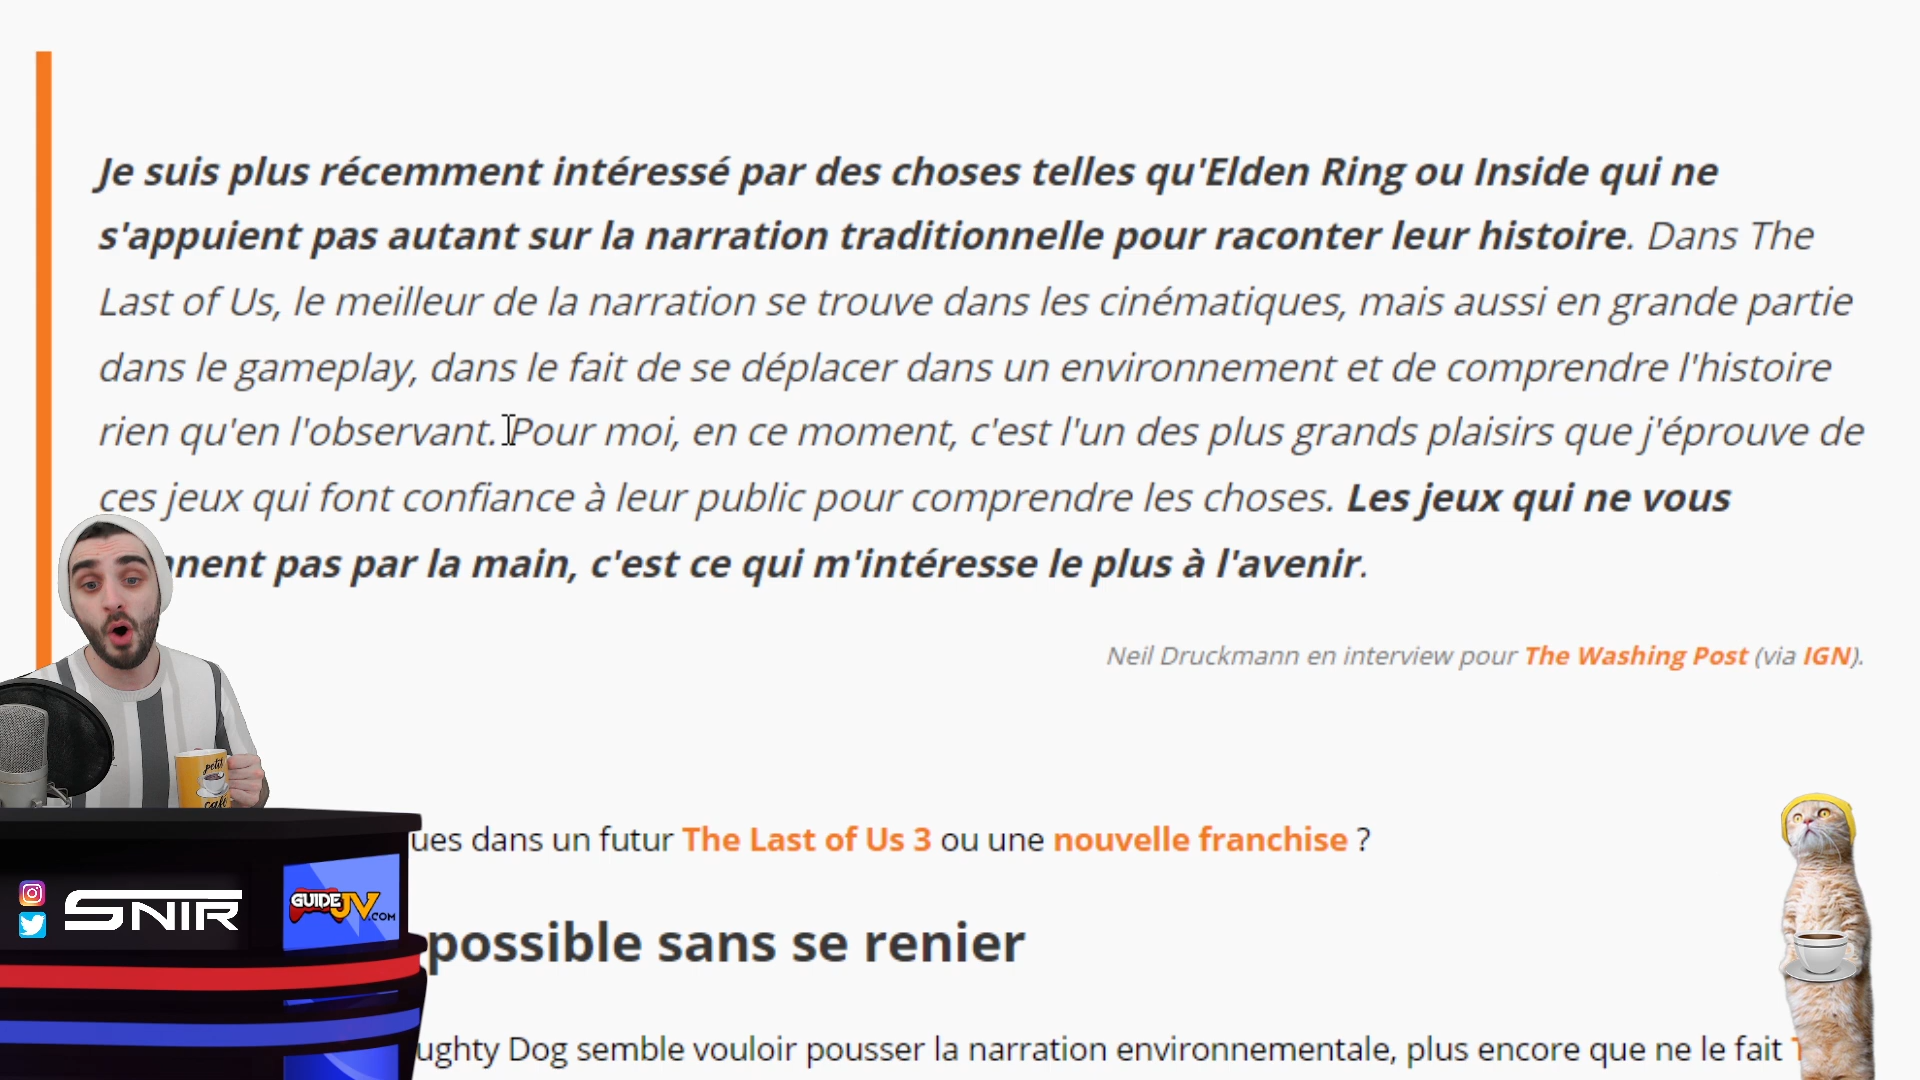 Je suis plus récemment intéressé par des choses telles qu'Elden Ring ou Inside qui ne
s'appuient pas autant sur la narration traditionnelle pour raconter leur histoire. Dans The
Last of Us, le meilleur de la narration se trouve dans les cinématiques, mais aussi en grande partie
dans le gameplay, dans le fait de se déplacer dans un environnement et de comprendre l'histoire
rien qu'en l'observant. Pour moi, en ce moment, c'est l'un des plus grands plaisirs que j'éprouve de
ces jeux qui font confiance à leur public pour comprendre les choses. Les jeux qui ne vous
nnent pas par la main, c'est ce qui m'intéresse le plus à l'avenir.
Neil Druckmann en interview pour The Washing Post (via IGN).
petit
café
ues dans un futur The Last of Us 3 ou une nouvelle franchise ?
SNIR
GUIDEJV.COM
possible sans se renier
ughty Dog semble vouloir pousser la narration environnementale, plus encore que ne le fait